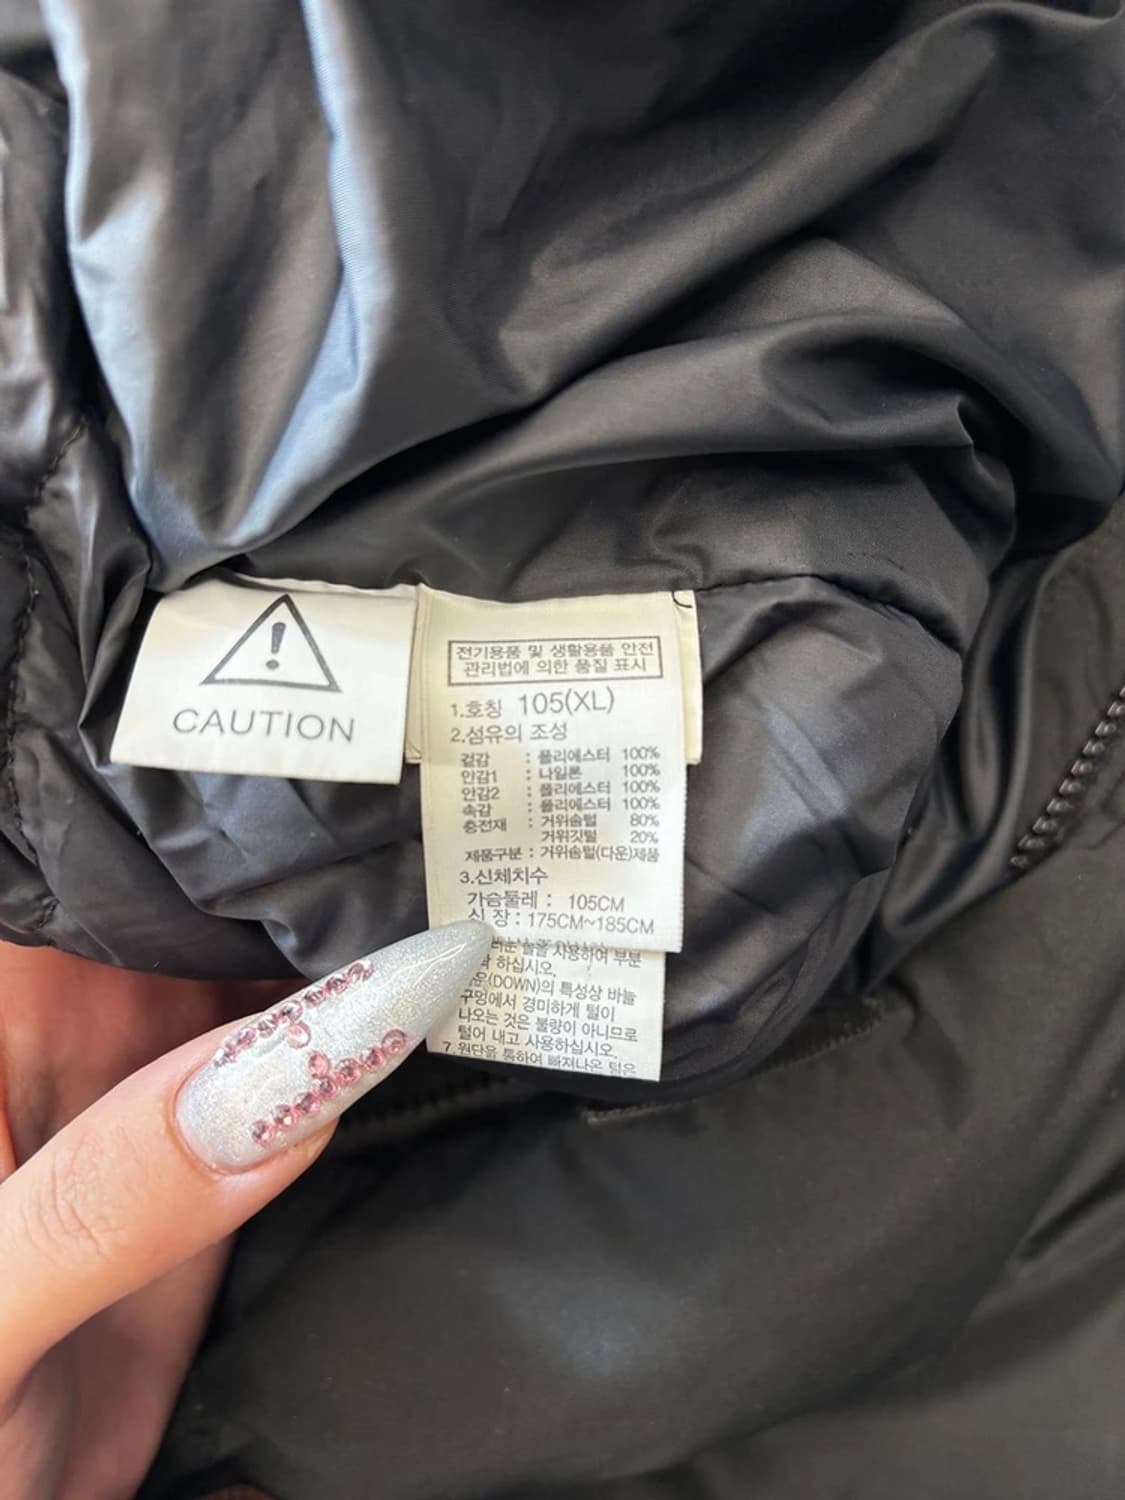 CAUTION
전기용품 및 생활용품 안전
관리법에 의한 품질 표시
1.호칭 105(XL)
2.섬유의 조성
겉감 : 폴리에스터 100%
안감1 : 나일론 100%
안감2 : 폴리에스터 100%
속감 : 폴리에스터 100%
충전재 : 거위솜털 80%
거위깃털 20%
제품구분 : 거위솜털(다운)제품
3.신체치수
가슴둘레 : 105CM
신 장 : 175CM~185CM
사용하여 부분
하십시오.
(DOWN)의 특성상 바늘
구멍에서 경미하게 털이
나오는 것은 불량이 아니므로
털어 내고 사용하십시오.
7.원단을 통하여 빠져나온 털은